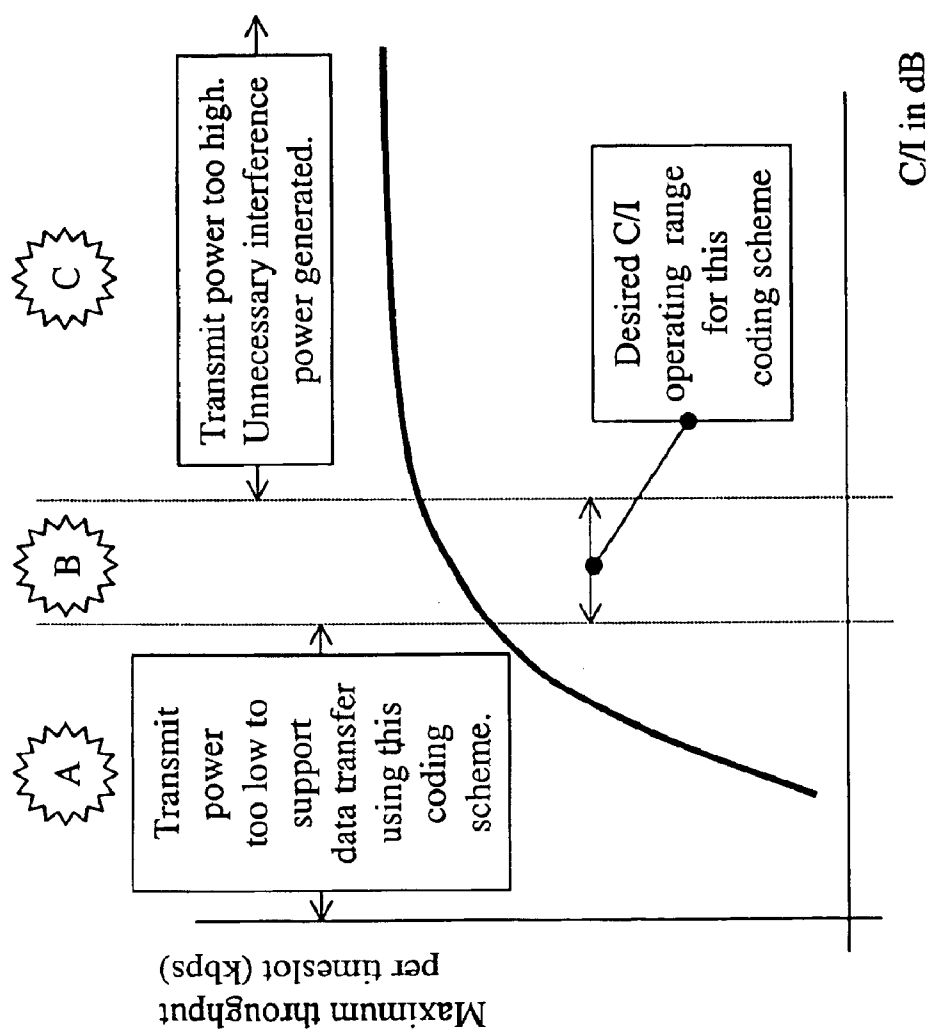 A
B
C
Transmit
power
too low to
support
data transfer
using this
coding
scheme.
Transmit power too high.
Unnecessary interference
power generated.
Desired C/I
operating range
for this
coding scheme
Maximum throughput
per timeslot (kbps)
C/I in dB